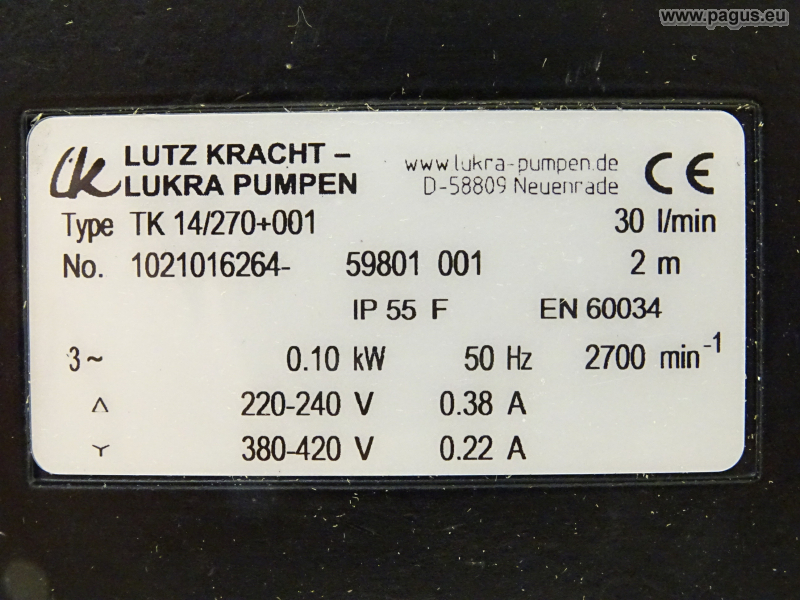 www.pagus.eu
LUTZ KRACHT –
LUKRA PUMPEN
www.lukra-pumpen.de
D-58809 Neuenrade
CE
Type TK 14/270+001 30 l/min
No. 1021016264- 59801 001 2 m
IP 55 F EN 60034
3~ 0.10 kW 50 Hz 2700 min⁻¹
220-240 V 0.38 A
380-420 V 0.22 A